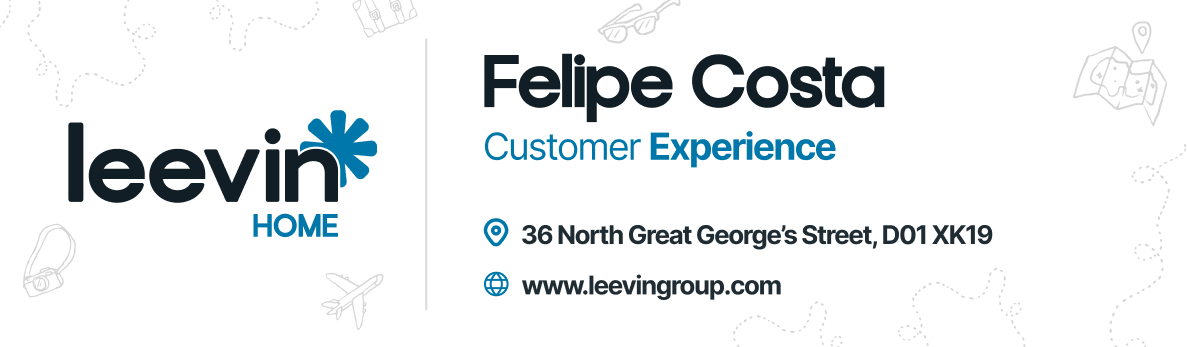 leevin
HOME
Felipe Costa
Customer Experience
36 North Great George’s Street, D01 XK19
www.leevingroup.com